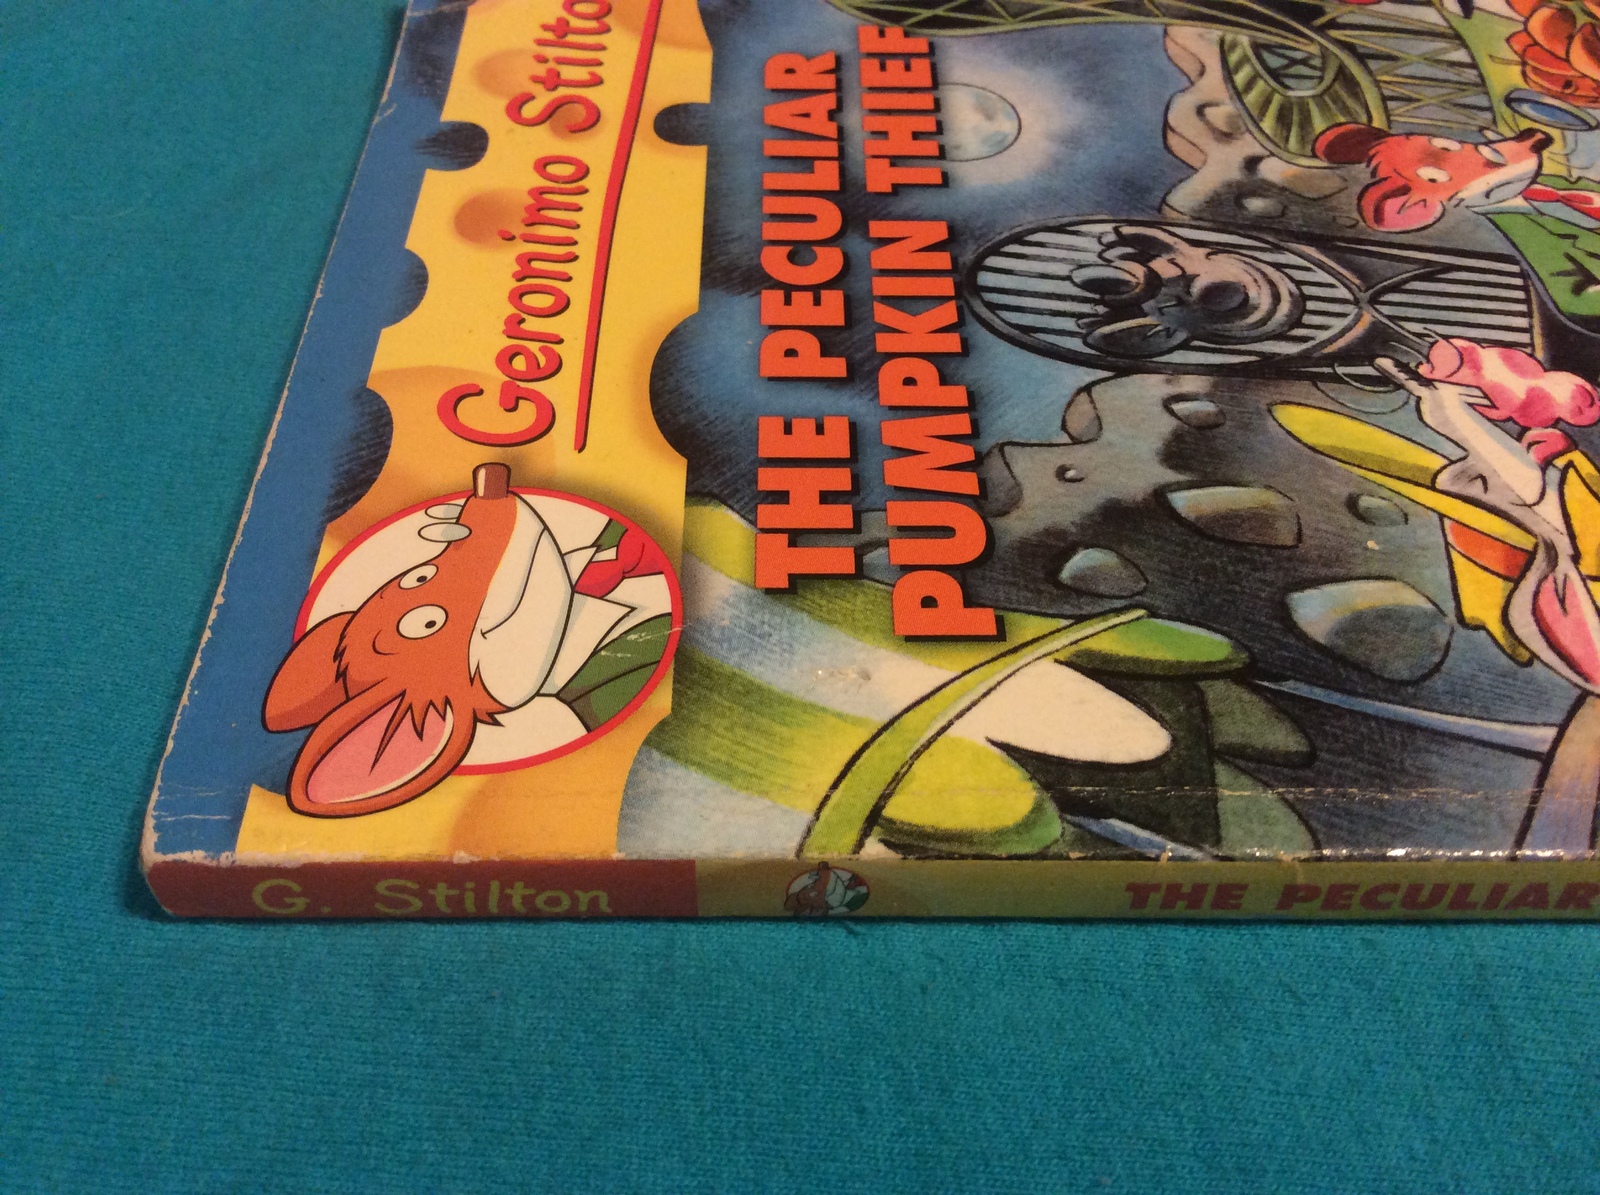 Geronimo Stilto
THE PECULIAR
PUMPKIN THIEF
G. Stilton
THE PECULIAR